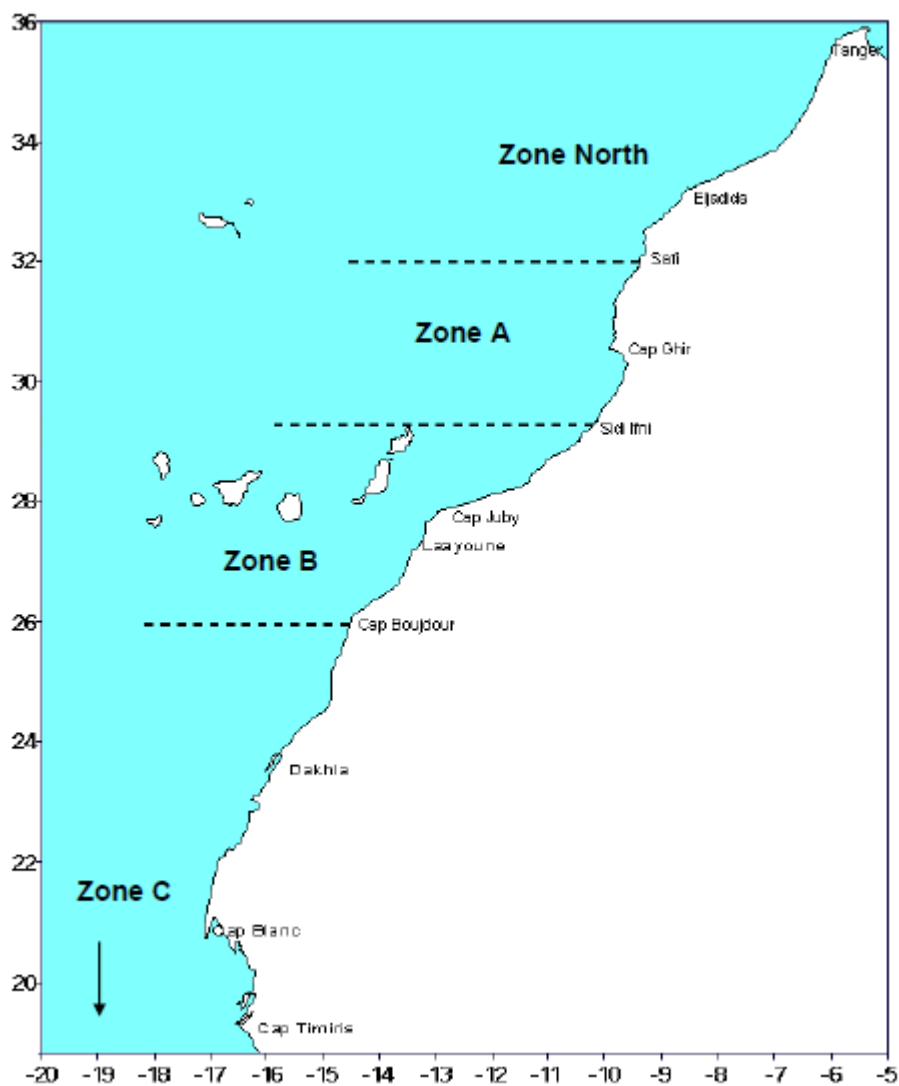 36
Tanger
34
Zone North
Eljadida
32
Safi
Zone A
Cap Ghir
30
Sidi Ifni
28
Cap Juby
Laayoune
Zone B
26
Cap Boujdour
24
Dakhla
22
Zone C
Cap Blanc
20
Cap Timiris
-20 -19 -18 -17 -16 -15 -14 -13 -12 -11 -10 -9 -8 -7 -6 -5